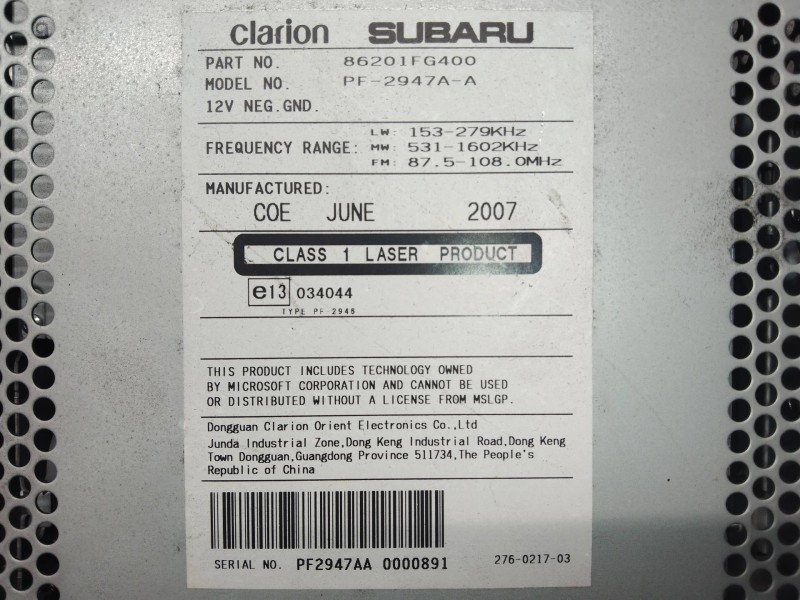 clarion SUBARU
PART NO. 86201FG400
MODEL NO. PF-2947A-A
12V NEG.GND.
LW: 153-279KHz
FREQUENCY RANGE: MW: 531-1602KHz
FM: 87.5-108.0MHz
MANUFACTURED:
COE JUNE 2007
CLASS 1 LASER PRODUCT
e13 034044
TYPE PF-2946
THIS PRODUCT INCLUDES TECHNOLOGY OWNED
BY MICROSOFT CORPORATION AND CANNOT BE USED
OR DISTRIBUTED WITHOUT A LICENSE FROM MSLGP.
Dongguan Clarion Orient Electronics Co.,Ltd
Junda Industrial Zone,Dong Keng Industrial Road,Dong Keng
Town Dongguan,Guangdong Province 511734,The People's
Republic of China
SERIAL NO. PF2947AA 0000891
276-0217-03